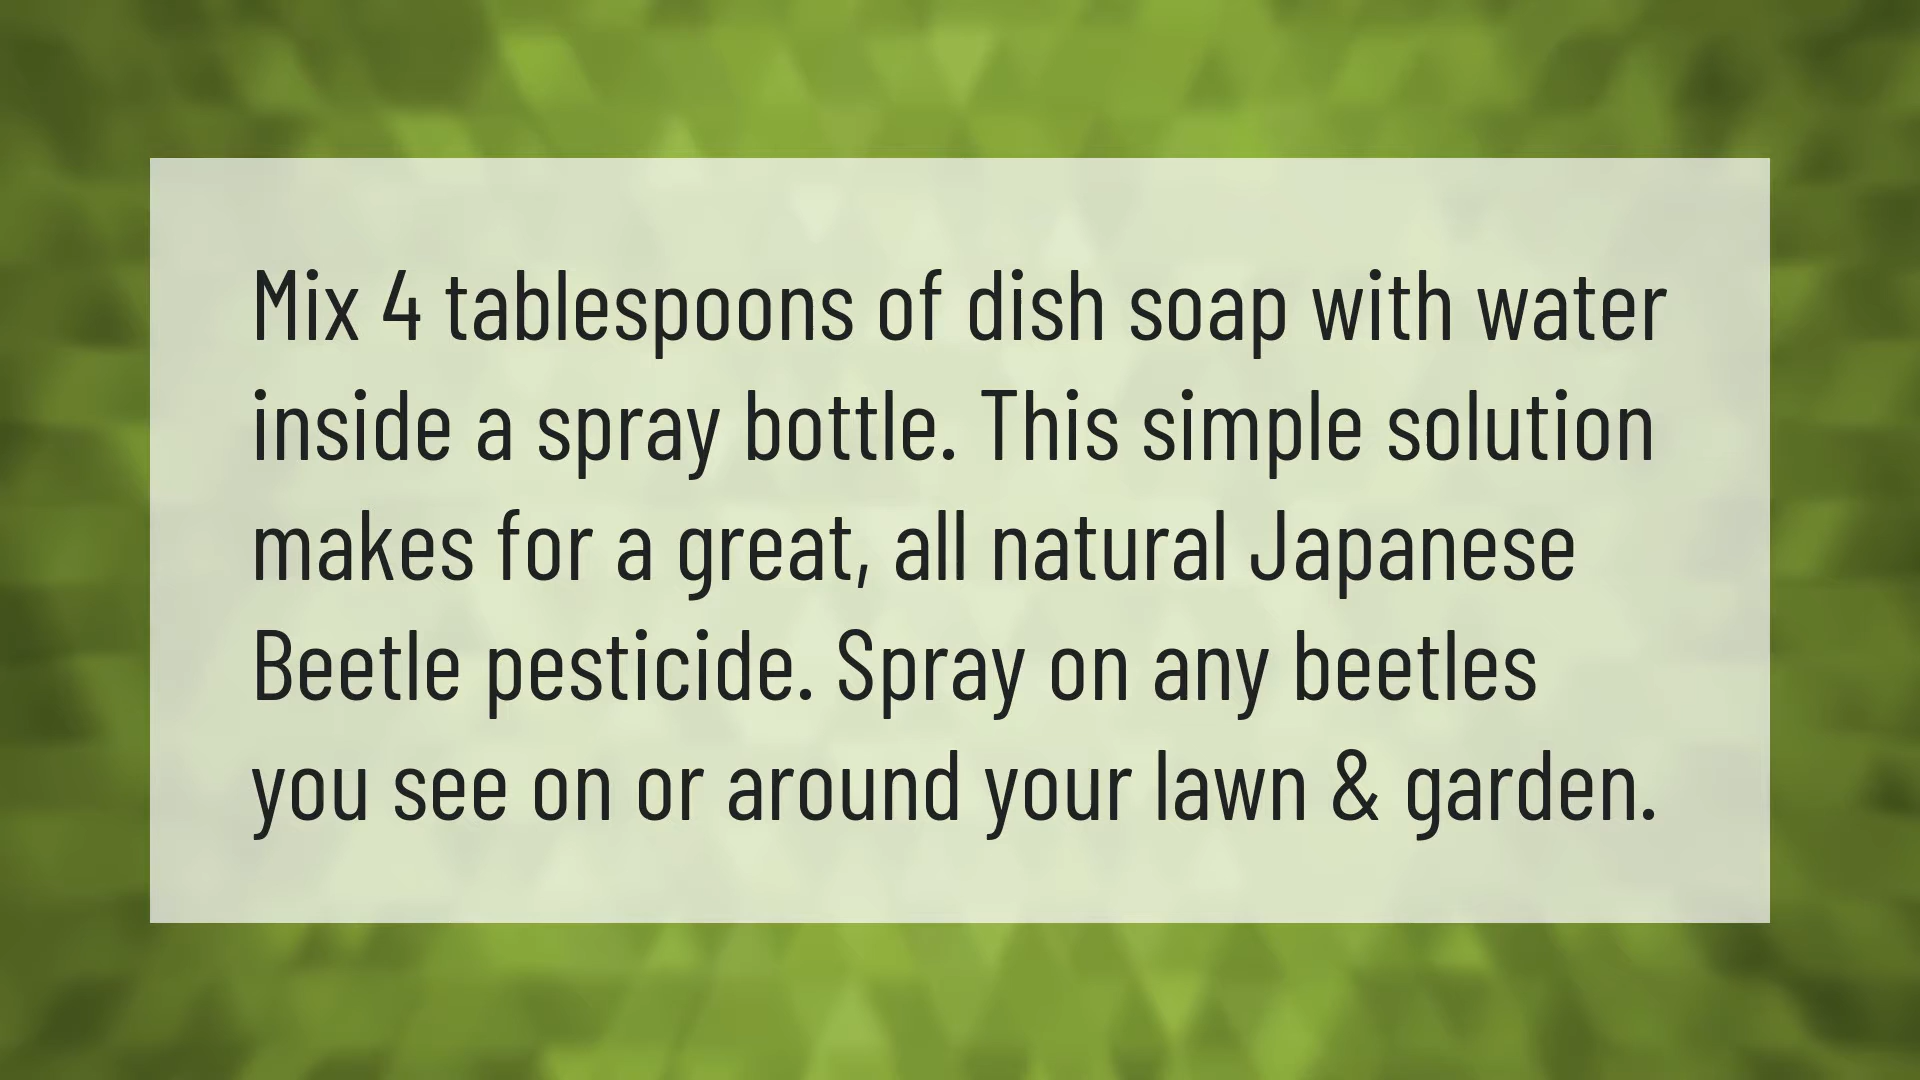 Mix 4 tablespoons of dish soap with water
inside a spray bottle. This simple solution
makes for a great, all natural Japanese
Beetle pesticide. Spray on any beetles
you see on or around your lawn & garden.